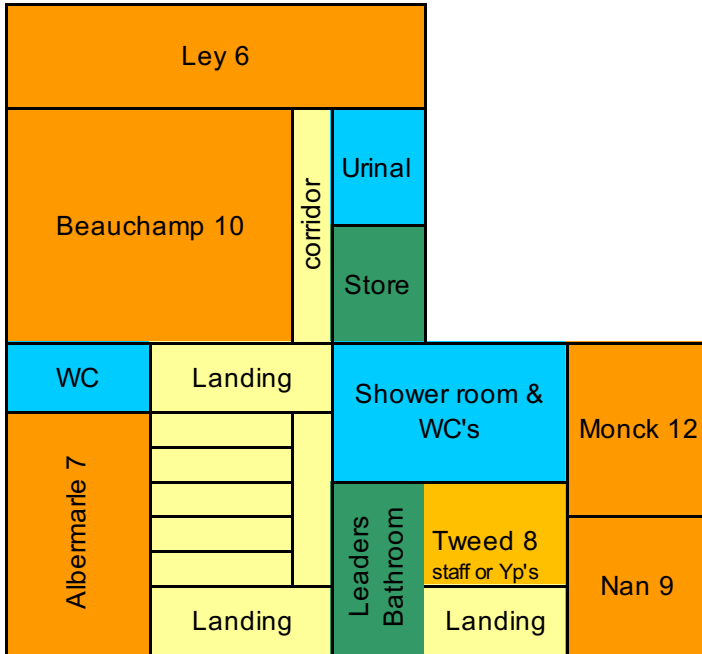 Ley 6
Beauchamp 10
corridor
Urinal
Store
WC
Landing
Shower room &
WC's
Monck 12
Albermarle 7
Leaders
Bathroom
Tweed 8
staff or Yp's
Nan 9
Landing
Landing